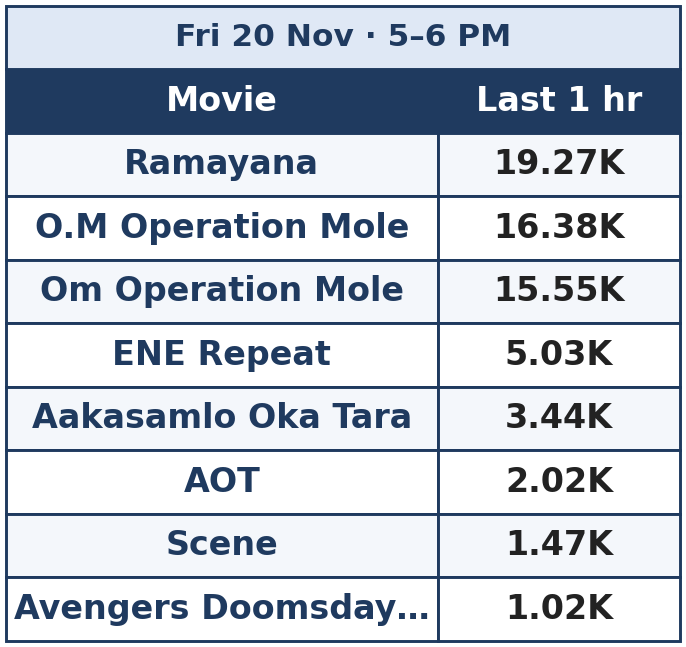 Fri 20 Nov · 5–6 PM
Movie Last 1 hr
Ramayana 19.27K
O.M Operation Mole 16.38K
Om Operation Mole 15.55K
ENE Repeat 5.03K
Aakasamlo Oka Tara 3.44K
AOT 2.02K
Scene 1.47K
Avengers Doomsday... 1.02K